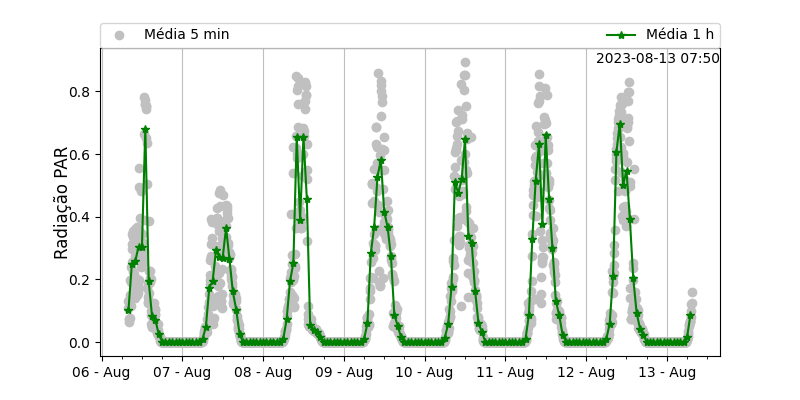 Média 5 min
Média 1 h
2023-08-13 07:50
Radiação PAR
0.8
0.6
0.4
0.2
0.0
06 - Aug
07 - Aug
08 - Aug
09 - Aug
10 - Aug
11 - Aug
12 - Aug
13 - Aug